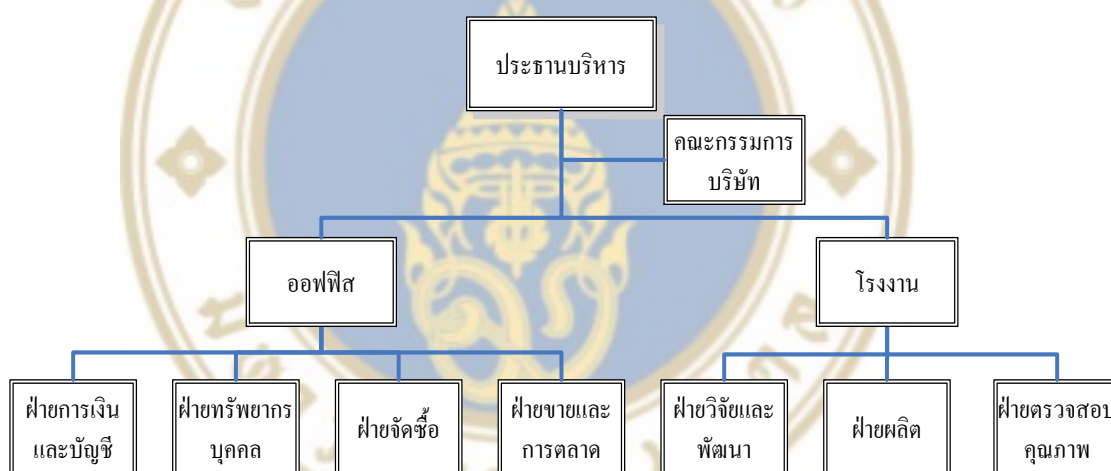 ประธานบริหาร
คณะกรรมการ
บริษัท
ออฟฟิส
โรงงาน
ฝ่ายการเงิน
และบัญชี
ฝ่ายทรัพยากร
บุคคล
ฝ่ายจัดซื้อ
ฝ่ายขายและ
การตลาด
ฝ่ายวิจัยและ
พัฒนา
ฝ่ายผลิต
ฝ่ายตรวจสอบ
คุณภาพ